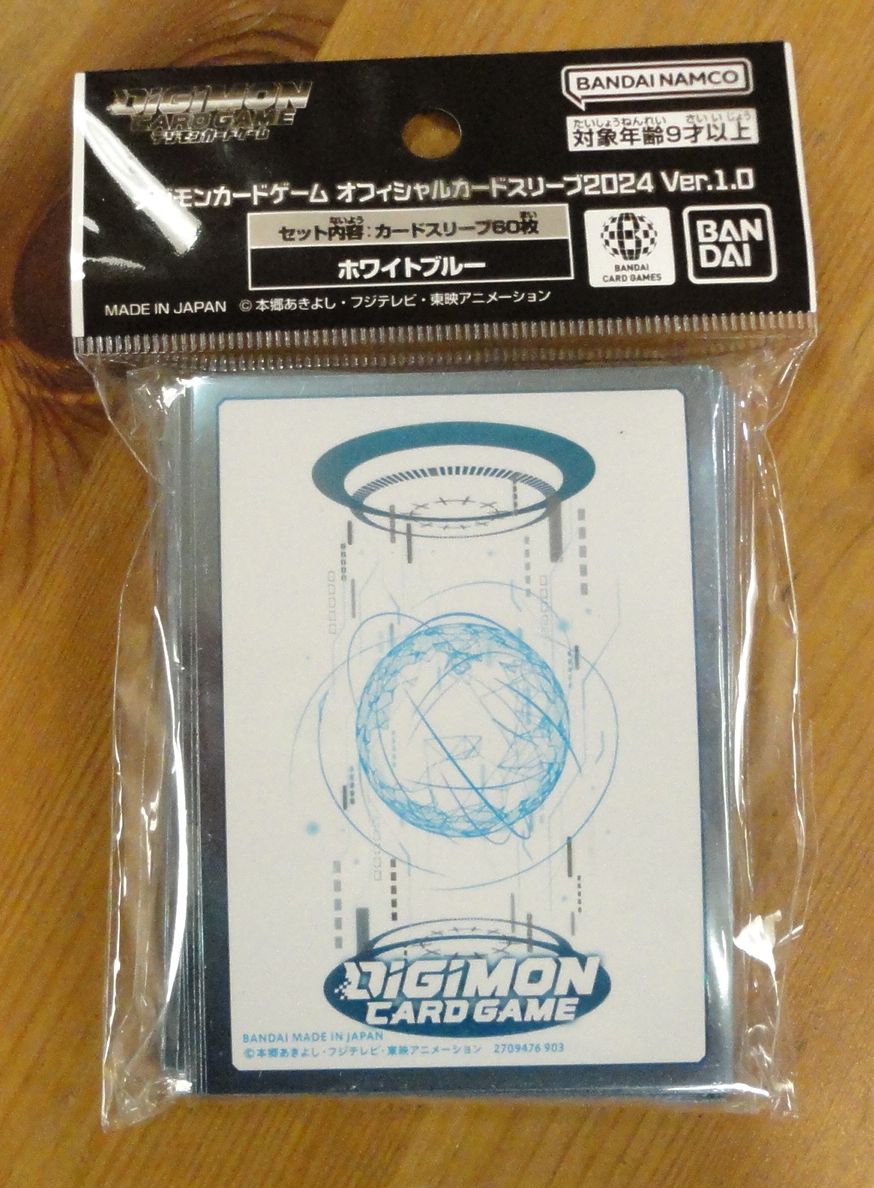 DIGIMON
CARD GAME
デジモンカードゲーム
BANDAI NAMCO
たいしょうねんれい さい いじょう
対象年齢9才以上
モンカードゲーム オフィシャルカードスリーブ2024 Ver.1.0
ないよう まい
セット内容:カードスリーブ60枚
ホワイトブルー
BANDAI
CARD GAMES
BAN
DAI
MADE IN JAPAN ©本郷あきよし・フジテレビ・東映アニメーション
DIGIMON
CARD GAME
BANDAI MADE IN JAPAN
©本郷あきよし・フジテレビ・東映アニメーション 2709476 903